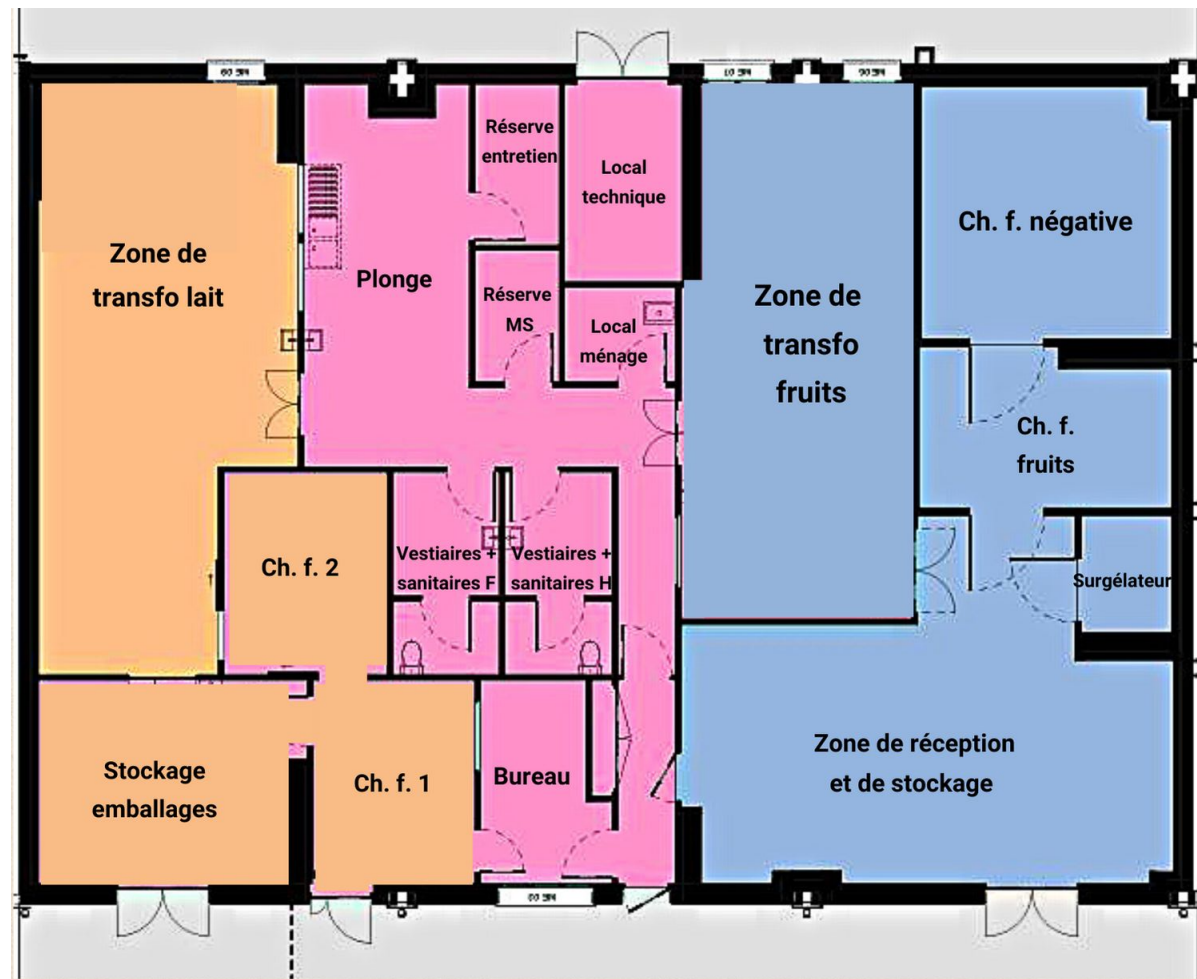 Zone de
transfo lait
Plonge
Réserve
entretien
Local
technique
Réserve
MS
Local
ménage
Zone de
transfo
fruits
Ch. f. négative
Ch. f.
fruits
Surgélateur
Ch. f. 2
Vestiaires +
sanitaires F
Vestiaires +
sanitaires H
Stockage
emballages
Ch. f. 1
Bureau
Zone de réception
et de stockage